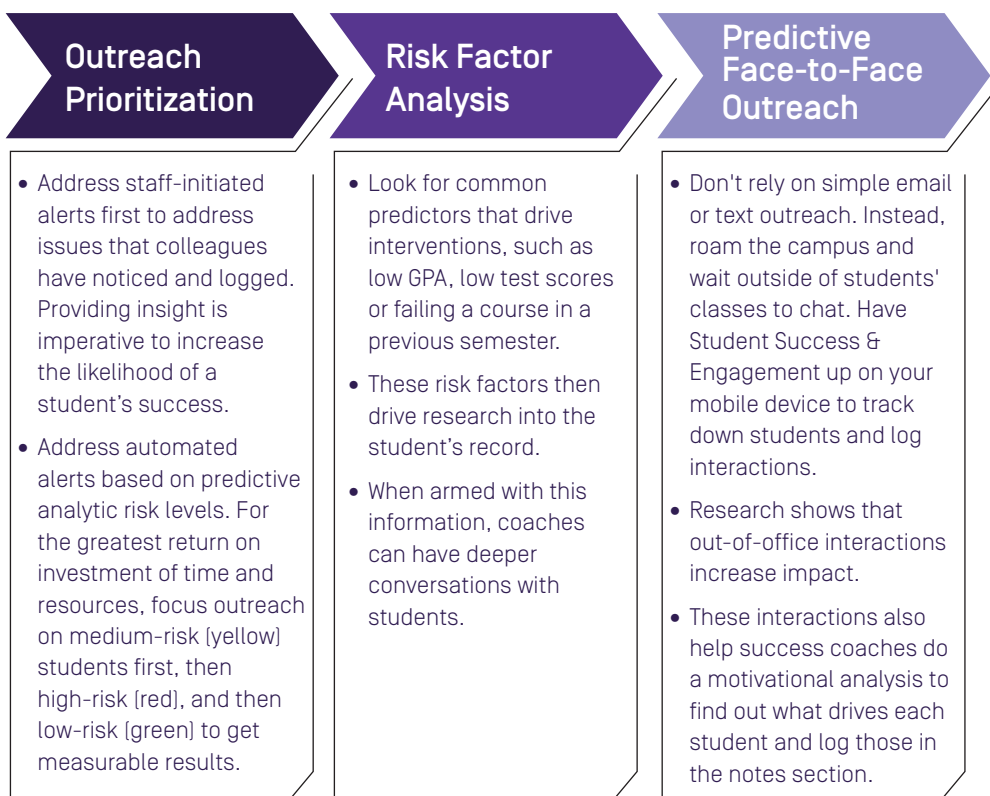 Outreach
Prioritization
• Address staff-initiated
alerts first to address
issues that colleagues
have noticed and logged.
Providing insight is
imperative to increase
the likelihood of a
student’s success.
• Address automated
alerts based on predictive
analytic risk levels. For
the greatest return on
investment of time and
resources, focus outreach
on medium-risk (yellow)
students first, then
high-risk (red), and then
low-risk (green) to get
measurable results.
Risk Factor
Analysis
• Look for common
predictors that drive
interventions, such as
low GPA, low test scores
or failing a course in a
previous semester.
• These risk factors then
drive research into the
student’s record.
• When armed with this
information, coaches
can have deeper
conversations with
students.
Predictive
Face-to-Face
Outreach
• Don't rely on simple email
or text outreach. Instead,
roam the campus and
wait outside of students'
classes to chat. Have
Student Success &
Engagement up on your
mobile device to track
down students and log
interactions.
• Research shows that
out-of-office interactions
increase impact.
• These interactions also
help success coaches do
a motivational analysis to
find out what drives each
student and log those in
the notes section.